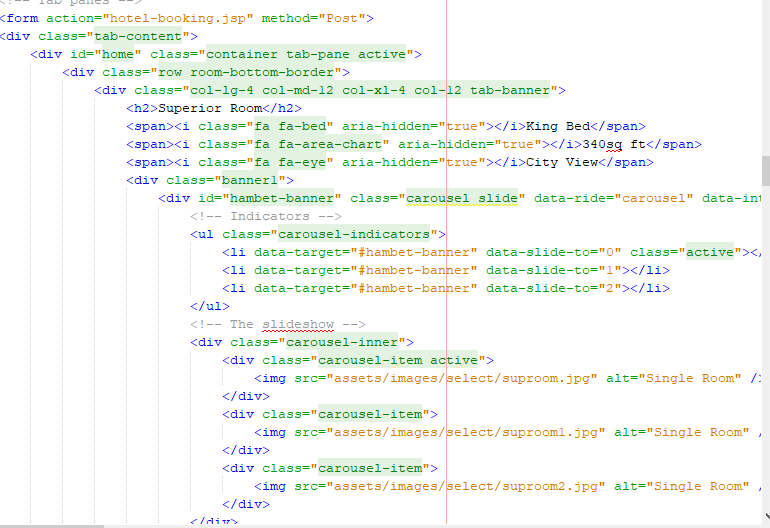 <!-- Tab panes -->
<form action="hotel-booking.jsp" method="Post">
<div class="tab-content">
<div id="home" class="container tab-pane active">
<div class="row room-bottom-border">
<div class="col-lg-4 col-md-12 col-xl-4 col-12 tab-banner">
<h2>Superior Room</h2>
<span><i class="fa fa-bed" aria-hidden="true"></i>King Bed</span>
<span><i class="fa fa-area-chart" aria-hidden="true"></i>340sq ft</span>
<span><i class="fa fa-eye" aria-hidden="true"></i>City View</span>
<div class="banner1">
<div id="hambet-banner" class="carousel slide" data-ride="carousel" data-int
<!-- Indicators -->
<ul class="carousel-indicators">
<li data-target="#hambet-banner" data-slide-to="0" class="active"></
<li data-target="#hambet-banner" data-slide-to="1"></li>
<li data-target="#hambet-banner" data-slide-to="2"></li>
</ul>
<!-- The slideshow -->
<div class="carousel-inner">
<div class="carousel-item active">
<img src="assets/images/select/suproom.jpg" alt="Single Room" /
</div>
<div class="carousel-item">
<img src="assets/images/select/suproom1.jpg" alt="Single Room" /
</div>
<div class="carousel-item">
<img src="assets/images/select/suproom2.jpg" alt="Single Room" /
</div>
</div>